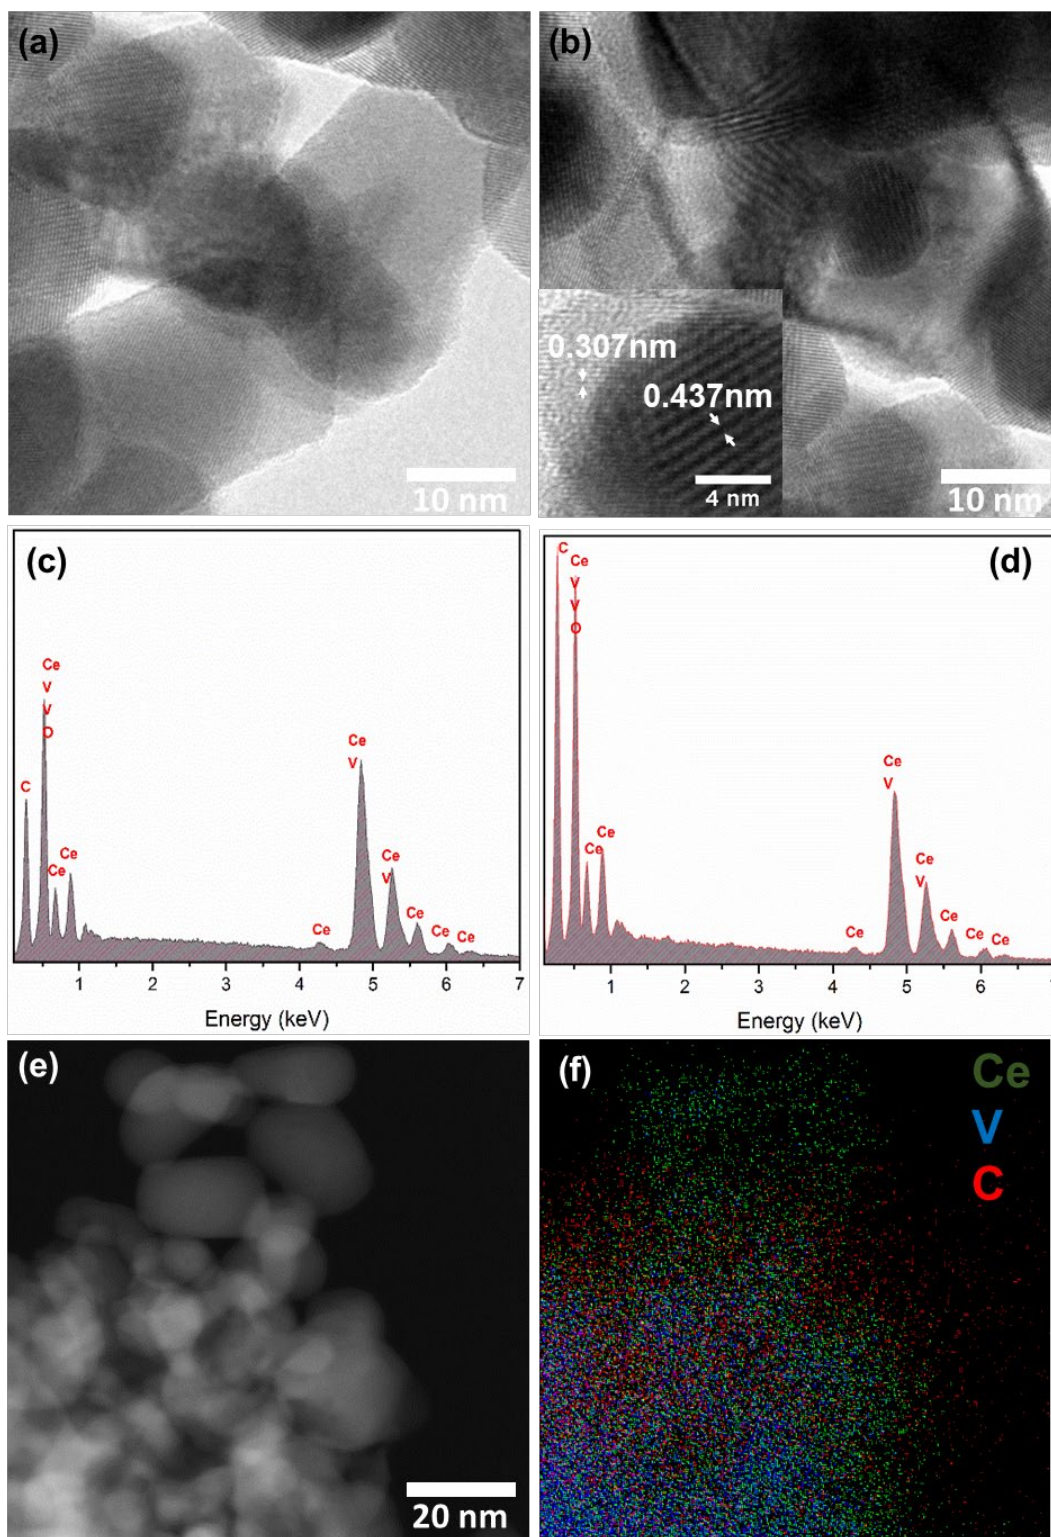 (a)
10 nm
(b)
0.307nm
0.437nm
4 nm
10 nm
(c)
Ce
V
V
O
C
Ce
Ce
Ce
Ce
V
Ce
V
Ce
Ce
Ce
1 2 3 4 5 6 7
Energy (keV)
(d)
C
Ce
V
V
O
Ce
Ce
Ce
Ce
V
Ce
V
Ce
Ce
Ce
1 2 3 4 5 6
Energy (keV)
(e)
20 nm
(f)
Ce
V
C